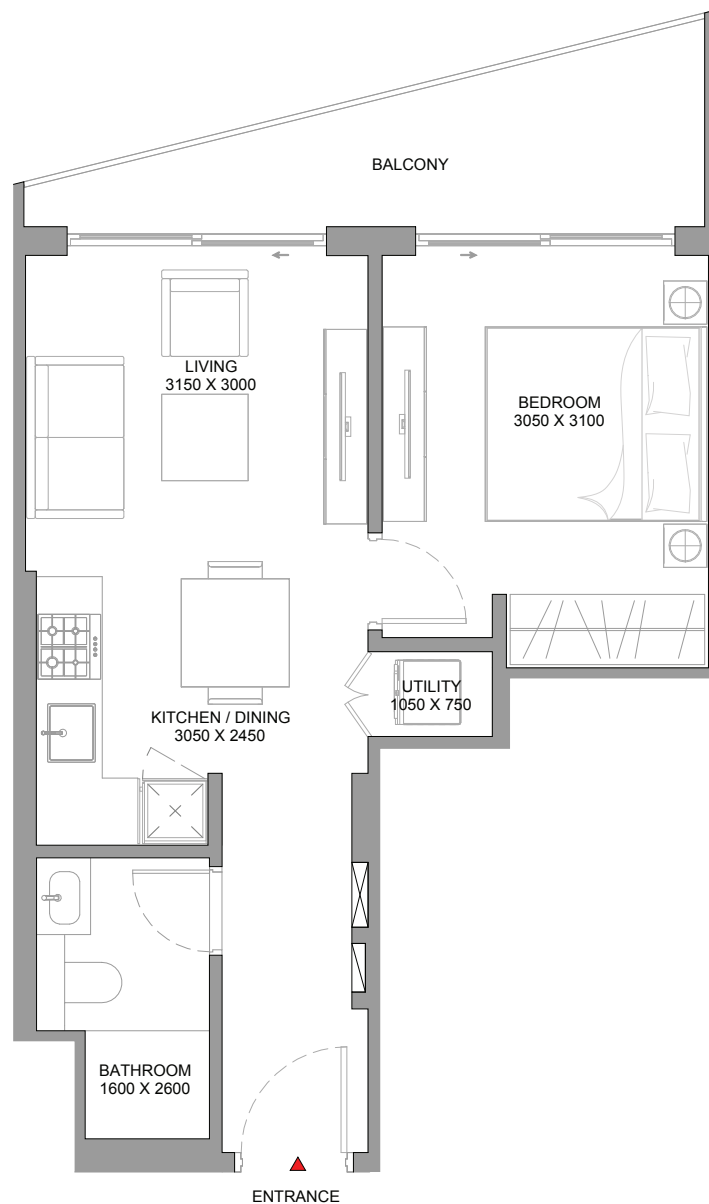 BALCONY
LIVING
3150 X 3000
BEDROOM
3050 X 3100
UTILITY
1050 X 750
KITCHEN / DINING
3050 X 2450
BATHROOM
1600 X 2600
ENTRANCE